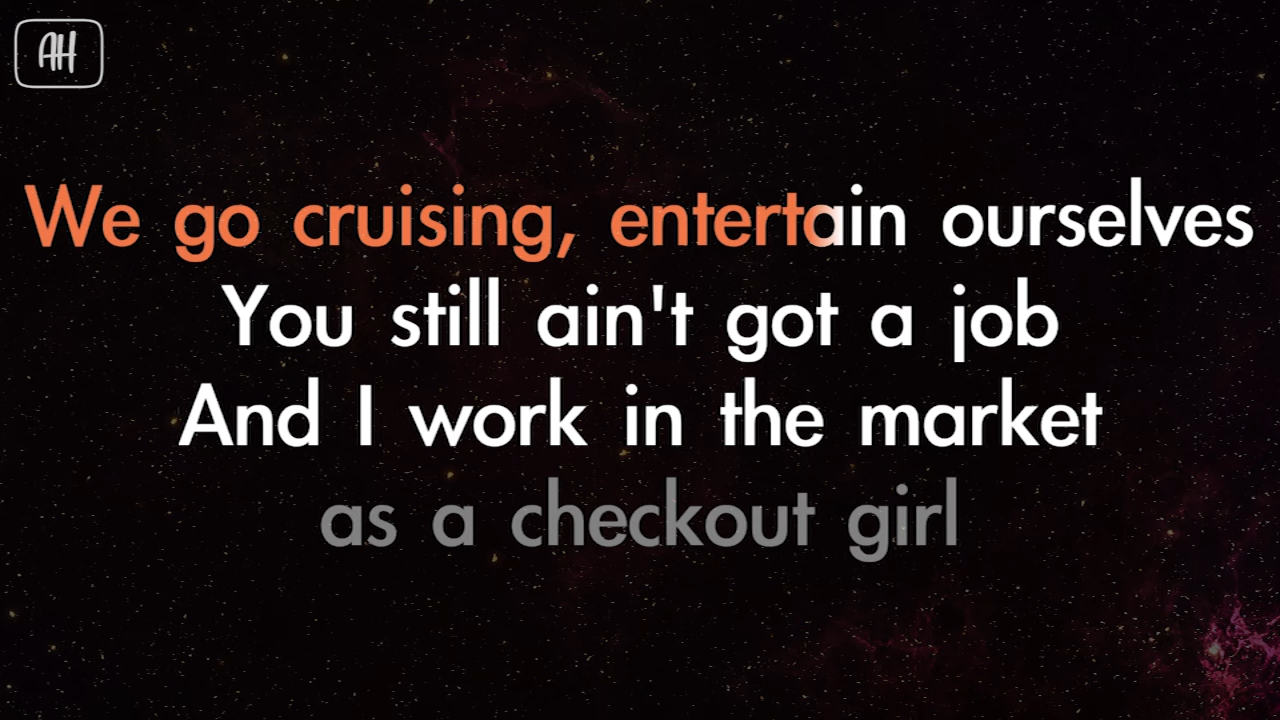 AH
We go cruising, entertain ourselves
You still ain't got a job
And I work in the market
as a checkout girl